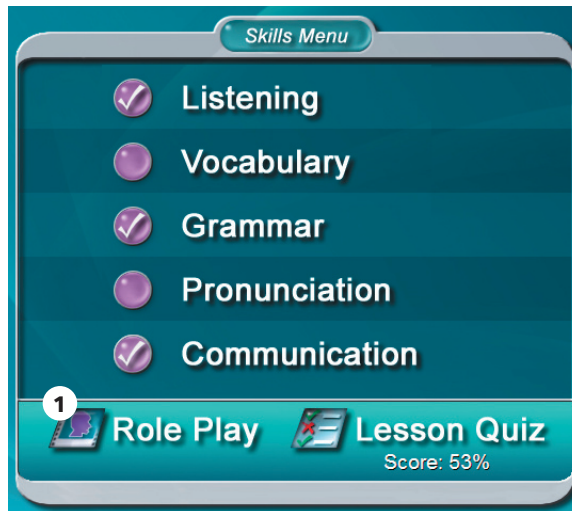 Skills Menu
Listening
Vocabulary
Grammar
Pronunciation
Communication
1
Role Play
Lesson Quiz
Score: 53%